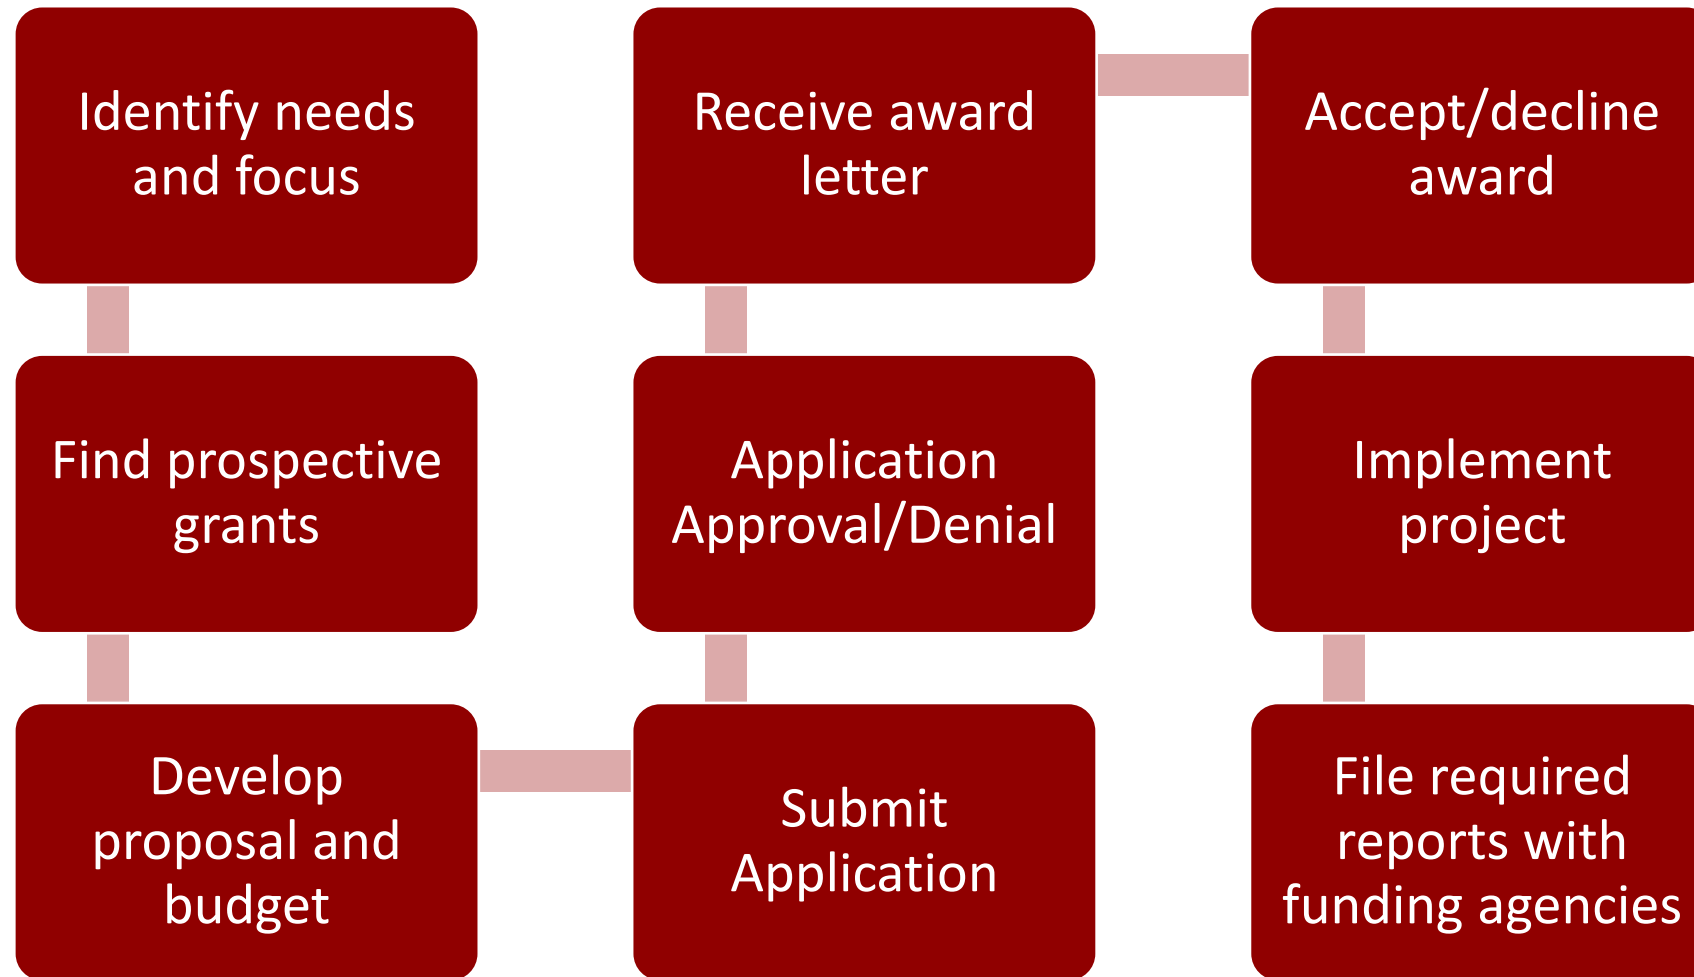 Identify needs
and focus
Find prospective
grants
Develop
proposal and
budget
Submit
Application
Application
Approval/Denial
Receive award
letter
Accept/decline
award
Implement
project
File required
reports with
funding agencies